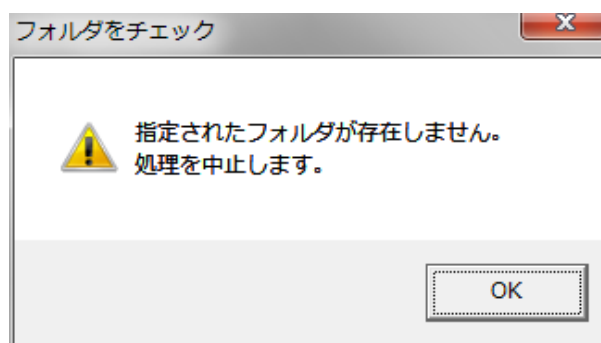 フォルダをチェック
指定されたフォルダが存在しません。
処理を中止します。
OK